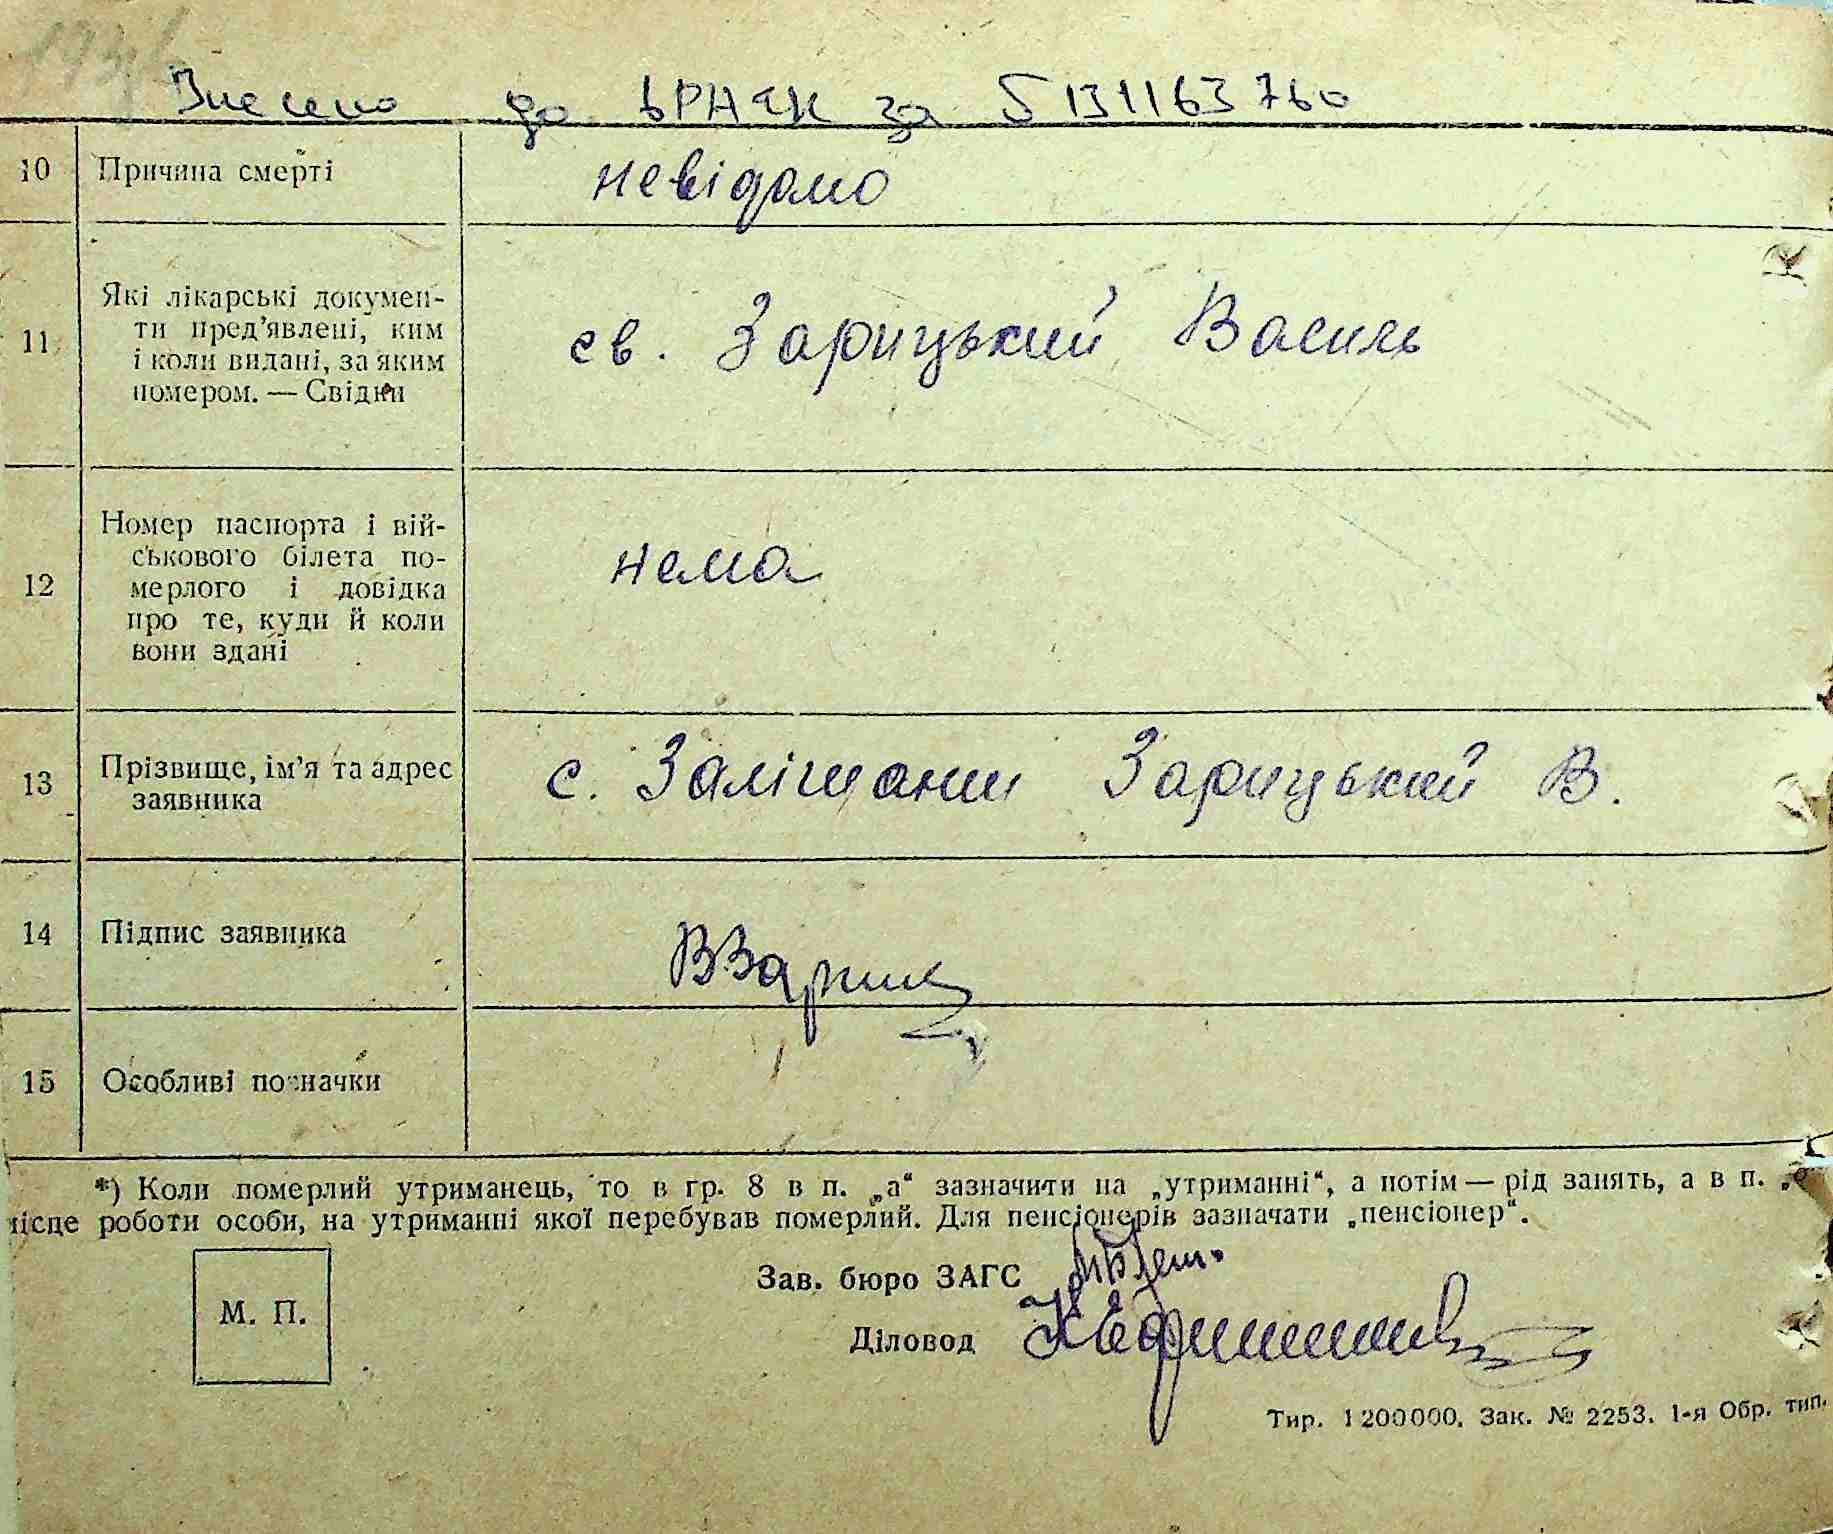 Внесено до ДРАЦС за 5131163760
10 Причина смерті невідомо
11 Які лікарські документи
ти пред’явлені, ким
і коли видані, за яким
номером. — Свідки
св. Зарицький Василь
12 Номер паспорта і вій-
ськового білета по-
мерлого і довідка
про те, куди й коли
вони здані
нема
13 Прізвище, ім’я та адрес
заявника
с. Заліщани Зарицький В.
14 Підпис заявника
ВЗариц
15 Особливі позначки
*) Коли померлий утриманець, то в гр. 8 в п. „а“ зазначити на „утриманні“, а потім — рід занять, а в п.
місце роботи особи, на утриманні якої перебував померлий. Для пенсіонерів зазначати „пенсіонер“.
М. П.
Зав. бюро ЗАГС
Діловод
Тир. 1200000. Зак. № 2253. 1-я Обр. тип.